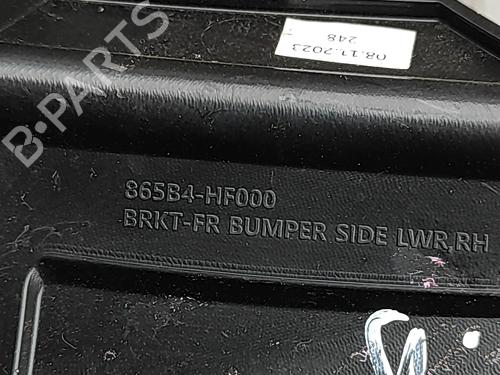 08.11.2023
248
B-PARTS
865B4-HF000
BRKT-FR BUMPER SIDE LWR,RH